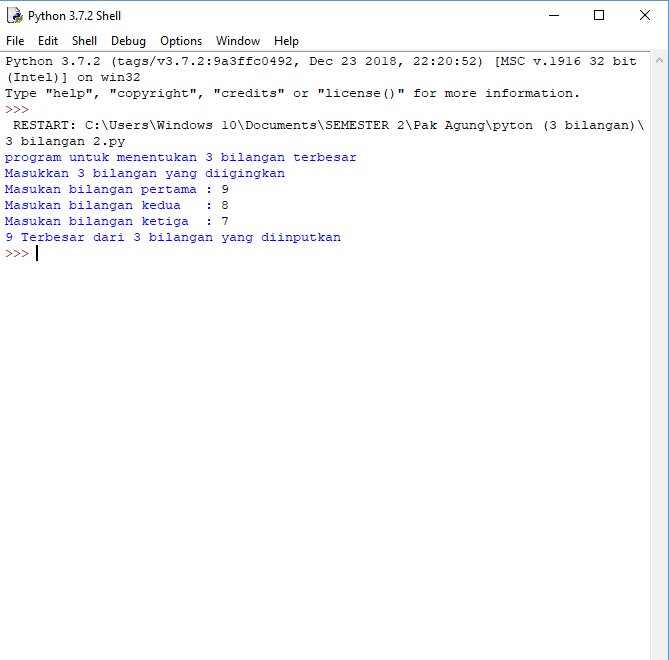 Python 3.7.2 Shell
File Edit Shell Debug Options Window Help
Python 3.7.2 (tags/v3.7.2:9a3ffc0492, Dec 23 2018, 22:20:52) [MSC v.1916 32 bit
(Intel)] on win32
Type "help", "copyright", "credits" or "license()" for more information.
>>>
RESTART: C:\Users\Windows 10\Documents\SEMESTER 2\Pak Agung\pyton (3 bilangan)\
3 bilangan 2.py
program untuk menentukan 3 bilangan terbesar
Masukkan 3 bilangan yang diigingkan
Masukan bilangan pertama : 9
Masukan bilangan kedua   : 8
Masukan bilangan ketiga  : 7
9 Terbesar dari 3 bilangan yang diinputkan
>>>